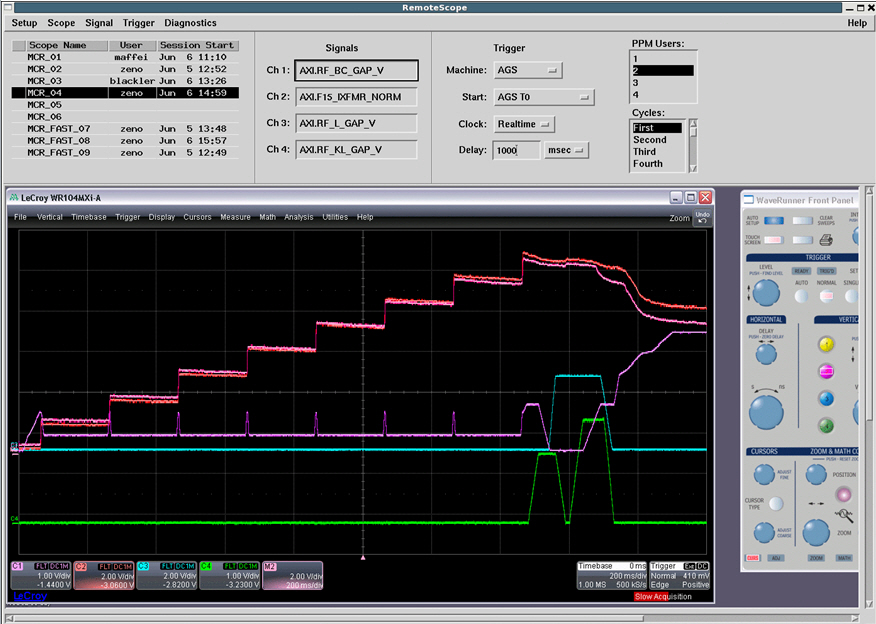 RemoteScope
Setup Scope Signal Trigger Diagnostics Help
Scope Name User Session Start
MCR_01 maffei Jun 6 11:10
MCR_02 zeno Jun 5 12:52
MCR_03 blackler Jun 6 13:26
MCR_04 zeno Jun 6 14:59
MCR_05
MCR_06
MCR_FAST_07 zeno Jun 5 13:48
MCR_FAST_08 zeno Jun 6 15:57
MCR_FAST_09 zeno Jun 5 12:49
Signals
Ch 1: AXI.RF_BC_GAP_V
Ch 2: AXI.F15_IXFMR_NORM
Ch 3: AXI.RF_L_GAP_V
Ch 4: AXI.RF_KL_GAP_V
Trigger
Machine: AGS
Start: AGS T0
Clock: Realtime
Delay: 1000 msec
PPM Users:
1
2
3
4
Cycles:
First
Second
Third
Fourth
LeCroy WR104MXi-A
File Vertical Timebase Trigger Display Cursors Measure Math Analysis Utilities Help
Zoom Undo
C4
C1 FLT DC1M
1.00 V/div
-1.4400 V
C2 FLT DC1M
2.00 V/div
-3.0600 V
C3 FLT DC1M
2.00 V/div
-2.8200 V
C4 FLT DC1M
1.00 V/div
-3.2300 V
M2
2.00 V/div
200 ms/div
Timebase 0 ms
200 ms/div
1.00 MS 500 kS/s
Trigger Ext DC
Normal 410 mV
Edge Positive
LeCroy
Slow Acquisition
WaveRunner Front Panel
AUTO SETUP
CLEAR SWEEPS
TOUCH SCREEN
TRIGGER
LEVEL
PUSH - FIND LEVEL
READY TRIG'D
AUTO NORMAL
HORIZONTAL
DELAY
PUSH - ZERO DELAY
CURSORS
ADJUST FINE
CURSOR TYPE
ADJUST COARSE
POSITION
ZOOM
ZOOM MATH